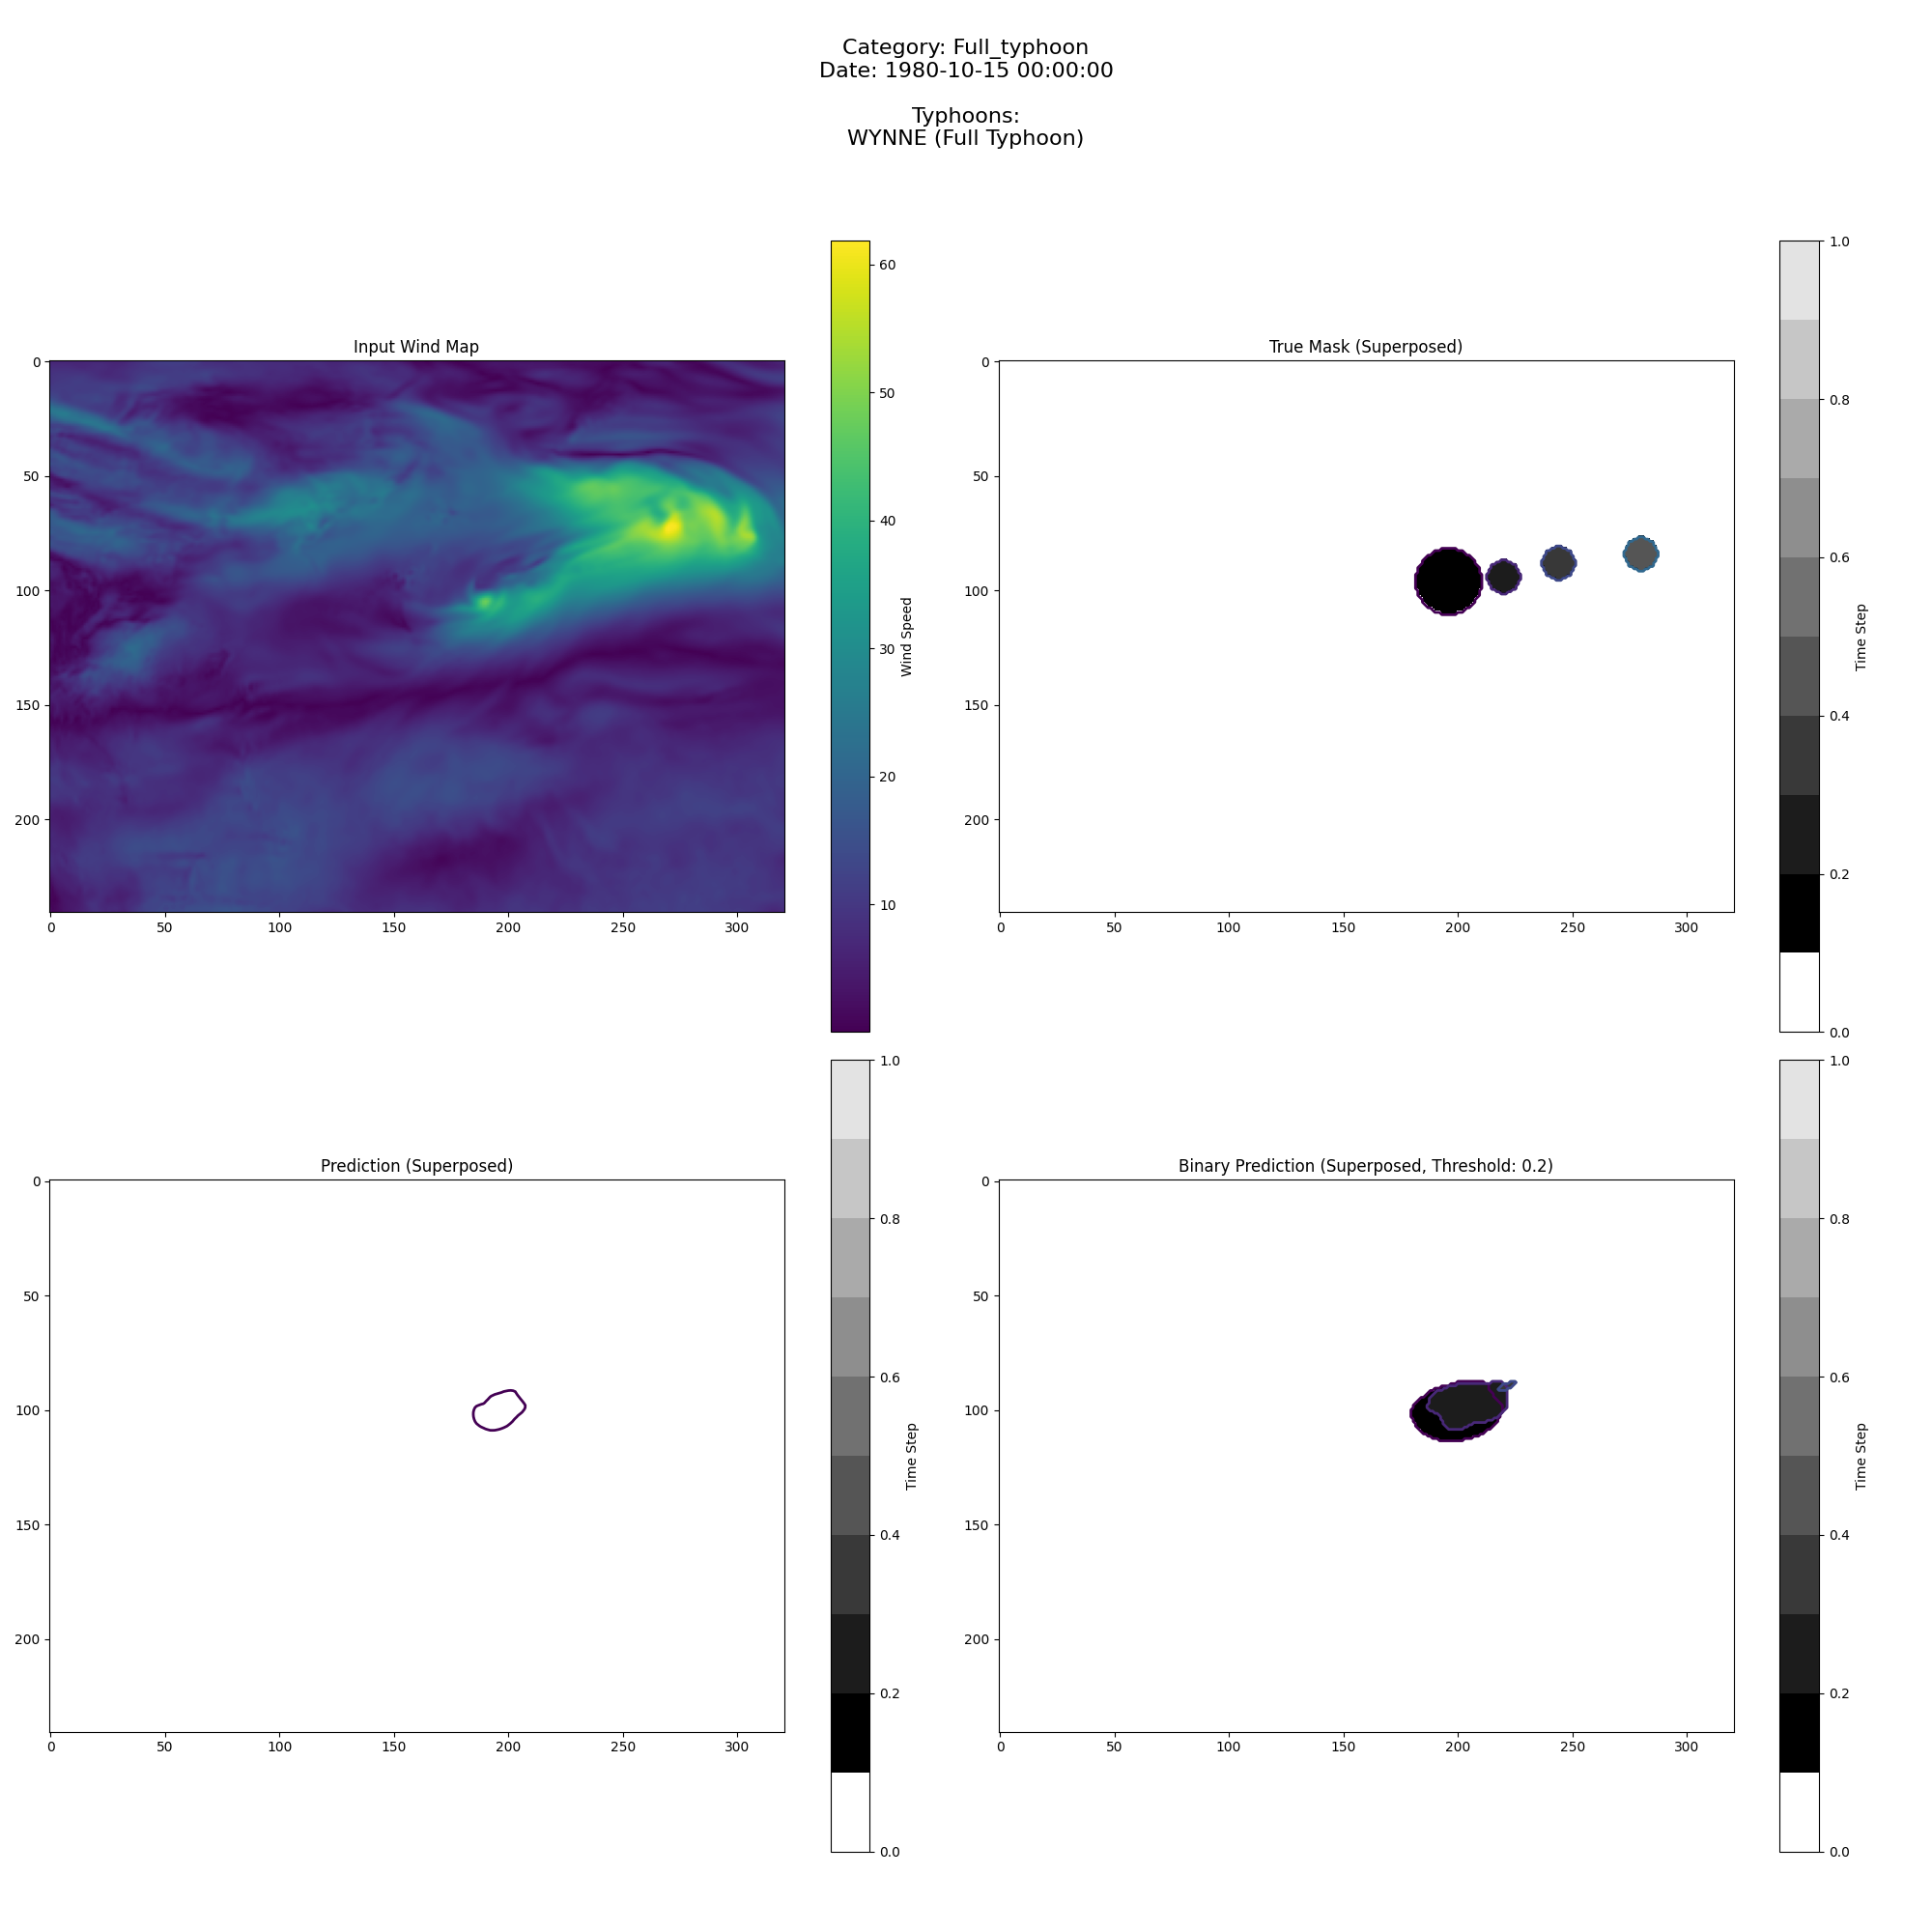 Category: Full_typhoon
Date: 1980-10-15 00:00:00
Typhoons:
WYNNE (Full Typhoon)
Input Wind Map
0
50
100
150
200
0 50 100 150 200 250 300
60
50
40
30
20
10
Wind Speed
True Mask (Superposed)
0
50
100
150
200
0 50 100 150 200 250 300
1.0
0.8
0.6
0.4
0.2
0.0
Time Step
Prediction (Superposed)
0
50
100
150
200
0 50 100 150 200 250 300
1.0
0.8
0.6
0.4
0.2
0.0
Time Step
Binary Prediction (Superposed, Threshold: 0.2)
0
50
100
150
200
0 50 100 150 200 250 300
1.0
0.8
0.6
0.4
0.2
0.0
Time Step